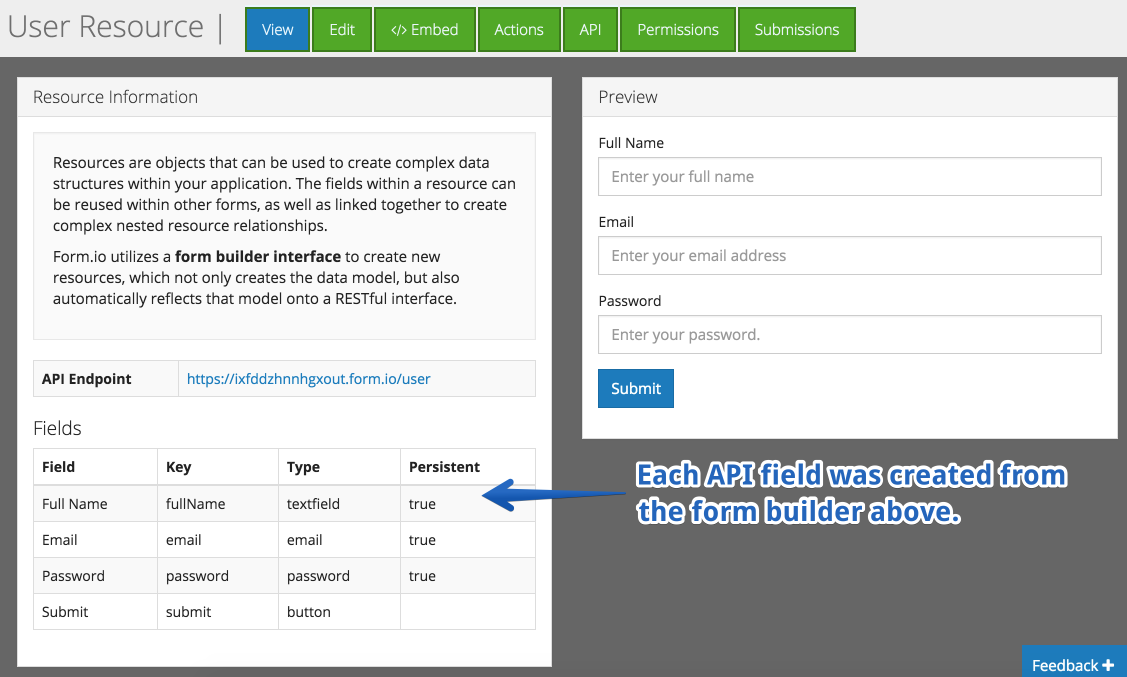 User Resource |
View Edit </> Embed Actions API Permissions Submissions
Resource Information
Resources are objects that can be used to create complex data
structures within your application. The fields within a resource can
be reused within other forms, as well as linked together to create
complex nested resource relationships.
Form.io utilizes a form builder interface to create new
resources, which not only creates the data model, but also
automatically reflects that model onto a RESTful interface.
API Endpoint https://ixfddzhnnhgxout.form.io/user
Fields
Field Key Type Persistent
Full Name fullName textfield true
Email email email true
Password password password true
Submit submit button
Preview
Full Name
Enter your full name
Email
Enter your email address
Password
Enter your password.
Submit
Each API field was created from
the form builder above.
Feedback +